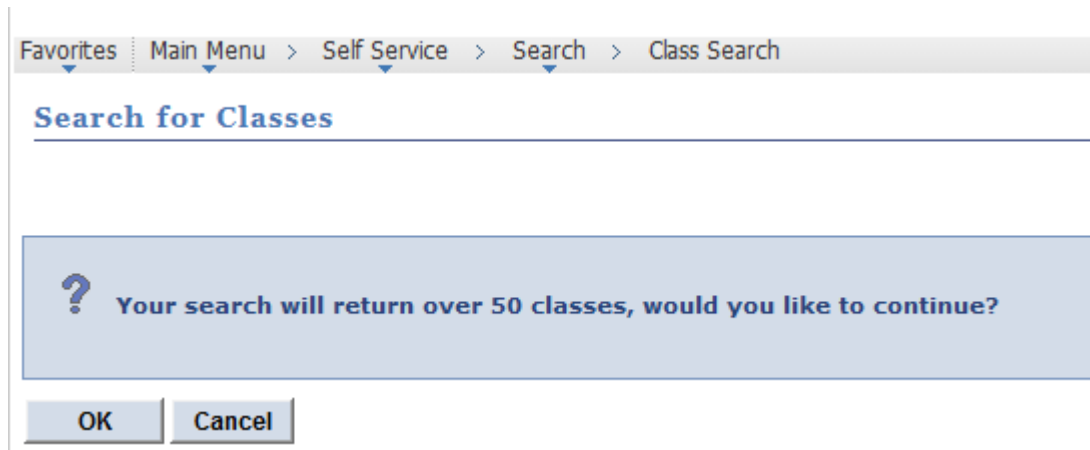 Favorites Main Menu > Self Service > Search > Class Search
Search for Classes
? Your search will return over 50 classes, would you like to continue?
OK Cancel